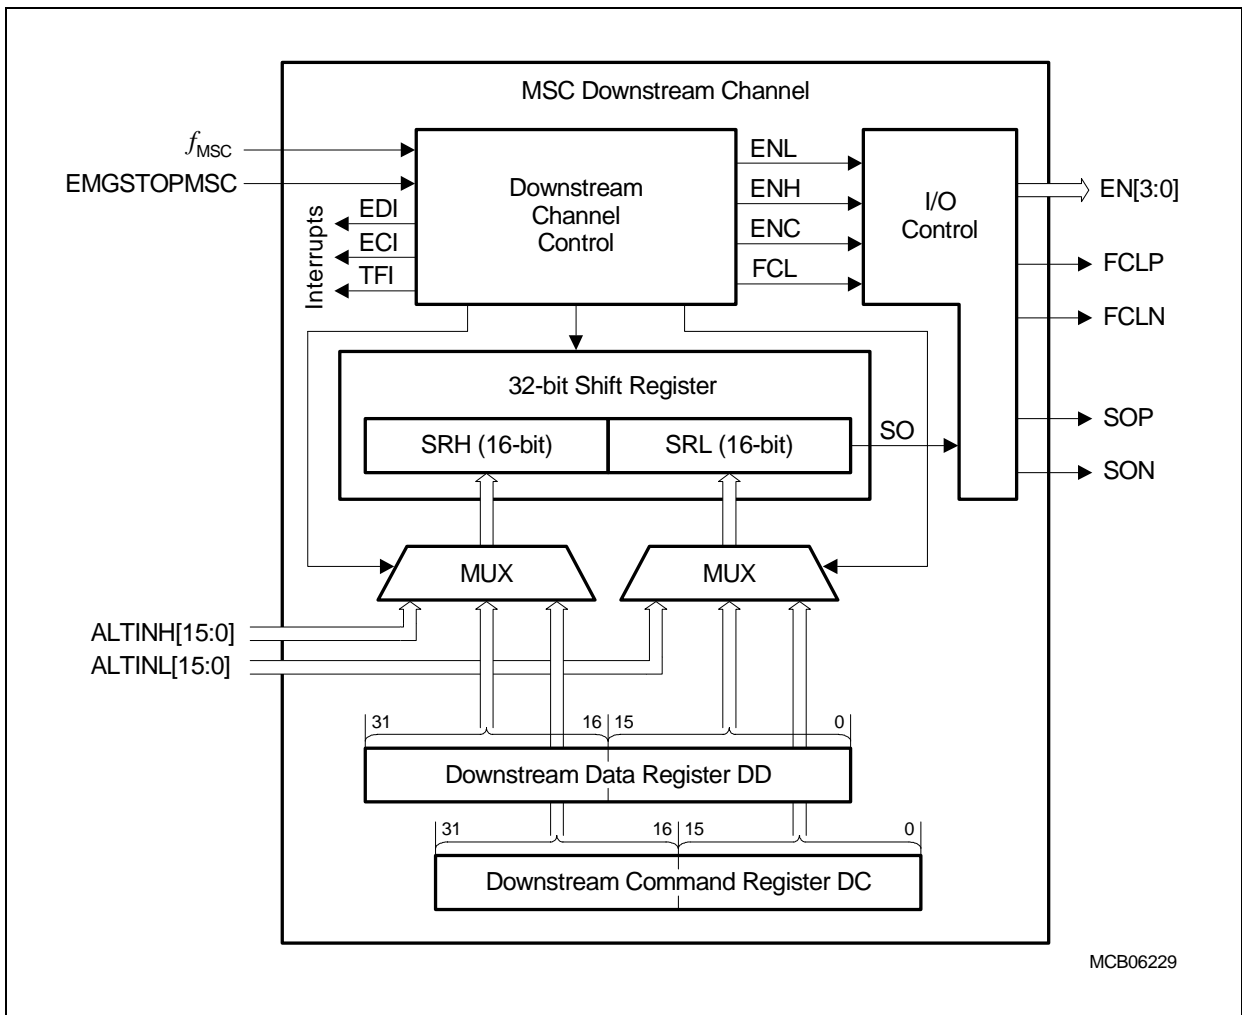 MSC Downstream Channel
fMSC
EMGSTOPMSC
Interrupts
EDI
ECI
TFI
Downstream
Channel
Control
ENL
ENH
ENC
FCL
I/O
Control
EN[3:0]
FCLP
FCLN
SOP
SON
32-bit Shift Register
SRH (16-bit)
SRL (16-bit)
SO
MUX
MUX
ALTINH[15:0]
ALTINL[15:0]
31 16 15 0
Downstream Data Register DD
31 16 15 0
Downstream Command Register DC
MCB06229